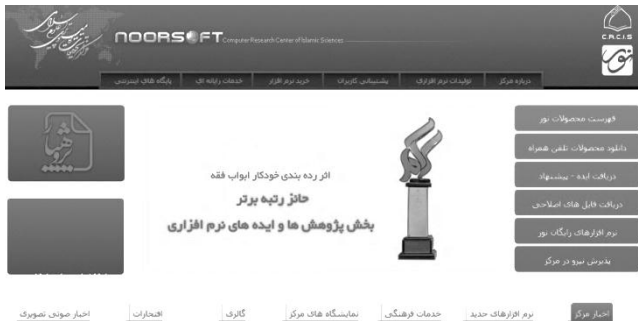 NOORSOFT Computer Research Center of Islamic Sciences
C.R.C.I.S
نور
درباره مرکز
تولیدات نرم افزاری
پشتیبانی کاربران
خرید نرم افزار
خدمات رایانه ای
پایگاه های اینترنتی
فهرست محصولات نور
دانلود محصولات تلفن همراه
دریافت ایده - پیشنهاد
دریافت فایل های اصلاحی
نرم افزارهای رایگان نور
پذیرش نیرو در مرکز
اثر رده بندی خودکار ابواب فقه
حائز رتبه برتر
بخش پژوهش ها و ایده های نرم افزاری
اخبار مرکز
نرم افزارهای جدید
خدمات فرهنگی
نمایشگاه های مرکز
گالری
افتخارات
اخبار صوتی تصویری